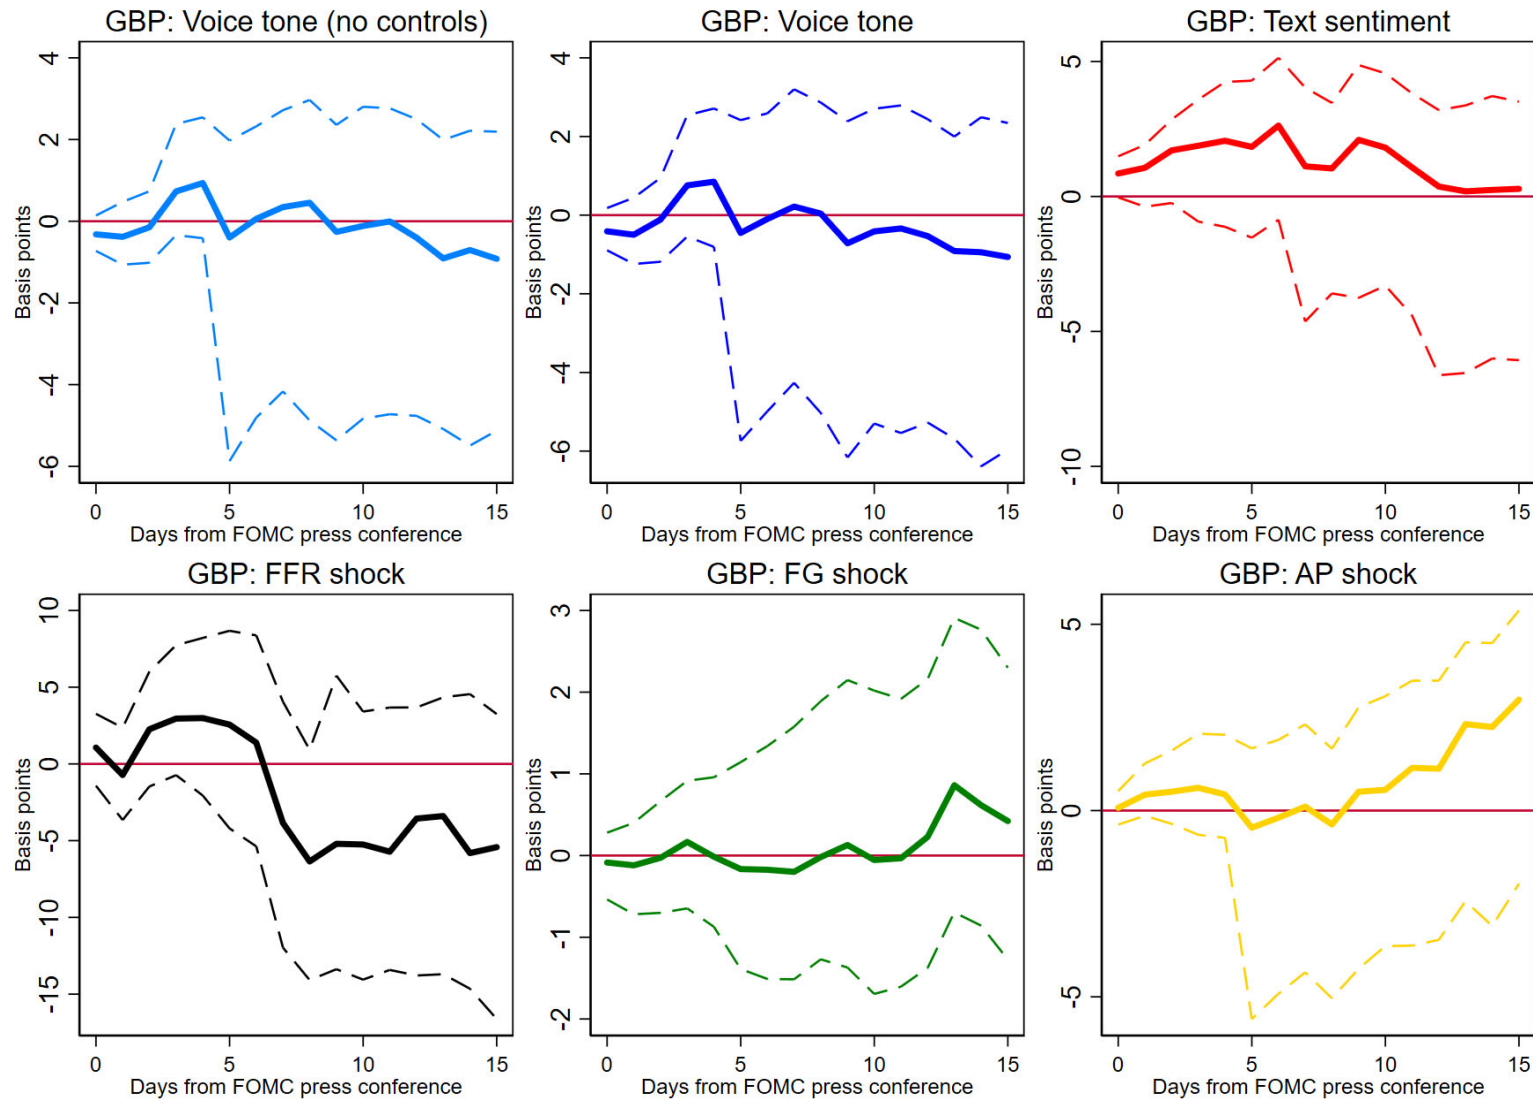 GBP: Voice tone (no controls)
Basis points
4
2
0
-2
-4
-6
0 5 10 15
Days from FOMC press conference
GBP: Voice tone
Basis points
4
2
0
-2
-4
-6
0 5 10 15
Days from FOMC press conference
GBP: Text sentiment
Basis points
5
0
-5
-10
0 5 10 15
Days from FOMC press conference
GBP: FFR shock
Basis points
10
5
0
-5
-10
-15
0 5 10 15
Days from FOMC press conference
GBP: FG shock
Basis points
3
2
1
0
-1
-2
0 5 10 15
Days from FOMC press conference
GBP: AP shock
Basis points
5
0
-5
0 5 10 15
Days from FOMC press conference